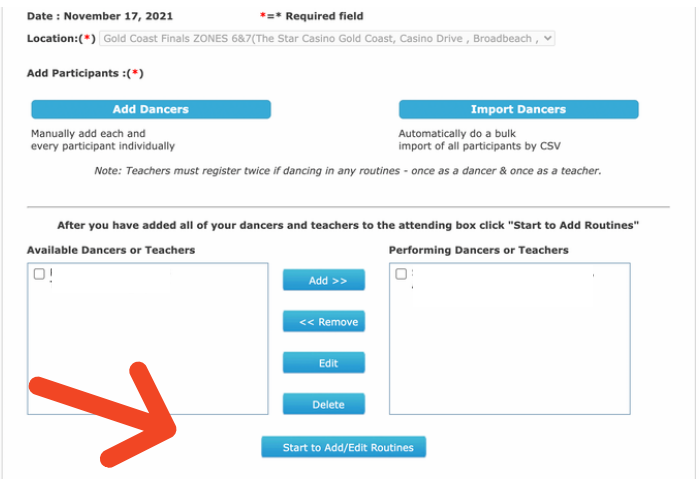 Date : November 17, 2021 *=* Required field
Location:(*) Gold Coast Finals ZONES 6&7(The Star Casino Gold Coast, Casino Drive , Broadbeach ,
Add Participants :(*)
Add Dancers Import Dancers
Manually add each and Automatically do a bulk
every participant individually import of all participants by CSV
Note: Teachers must register twice if dancing in any routines - once as a dancer & once as a teacher.
After you have added all of your dancers and teachers to the attending box click "Start to Add Routines"
Available Dancers or Teachers Performing Dancers or Teachers
Add >>
<< Remove
Edit
Delete
Start to Add/Edit Routines